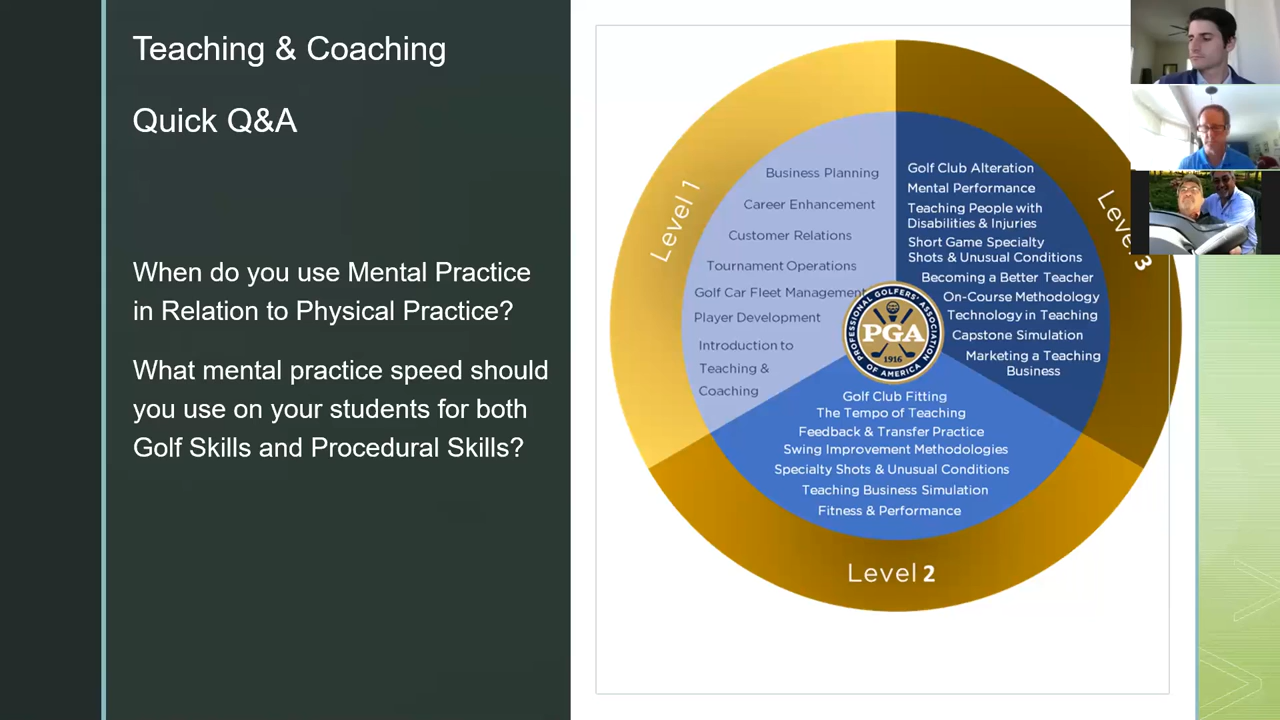 Teaching & Coaching
Quick Q&A
When do you use Mental Practice
in Relation to Physical Practice?
What mental practice speed should
you use on your students for both
Golf Skills and Procedural Skills?
Level 1
Business Planning
Career Enhancement
Customer Relations
Tournament Operations
Golf Car Fleet Management
Player Development
Introduction to
Teaching &
Coaching
Level 3
Golf Club Alteration
Mental Performance
Teaching People with
Disabilities & Injuries
Short Game Specialty
Shots & Unusual Conditions
Becoming a Better Teacher
On-Course Methodology
Technology in Teaching
Capstone Simulation
Marketing a Teaching
Business
PROFESSIONAL GOLFERS' ASSOCIATION
PGA
1916
OF AMERICA
Golf Club Fitting
The Tempo of Teaching
Feedback & Transfer Practice
Swing Improvement Methodologies
Specialty Shots & Unusual Conditions
Teaching Business Simulation
Fitness & Performance
Level 2